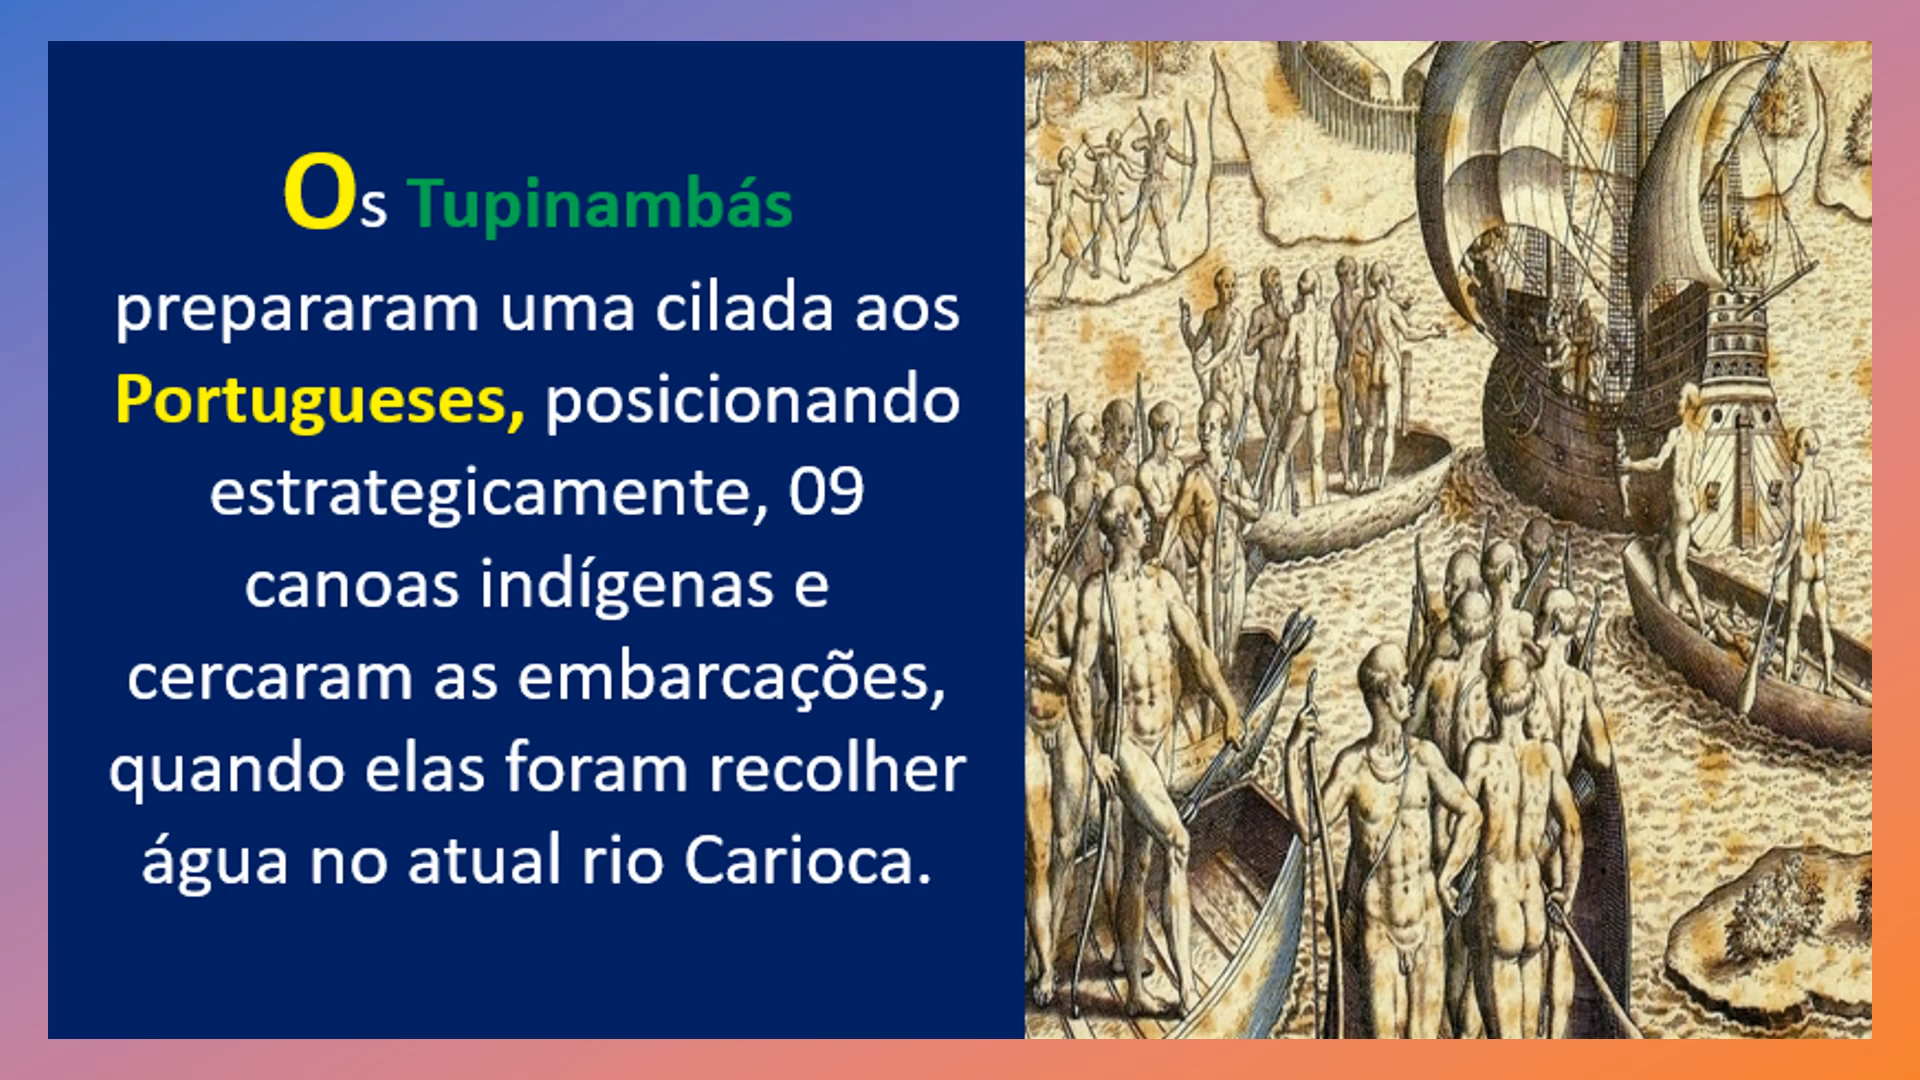 Os Tupinambás
prepararam uma cilada aos
Portugueses, posicionando
estrategicamente, 09
canoas indígenas e
cercaram as embarcações,
quando elas foram recolher
água no atual rio Carioca.